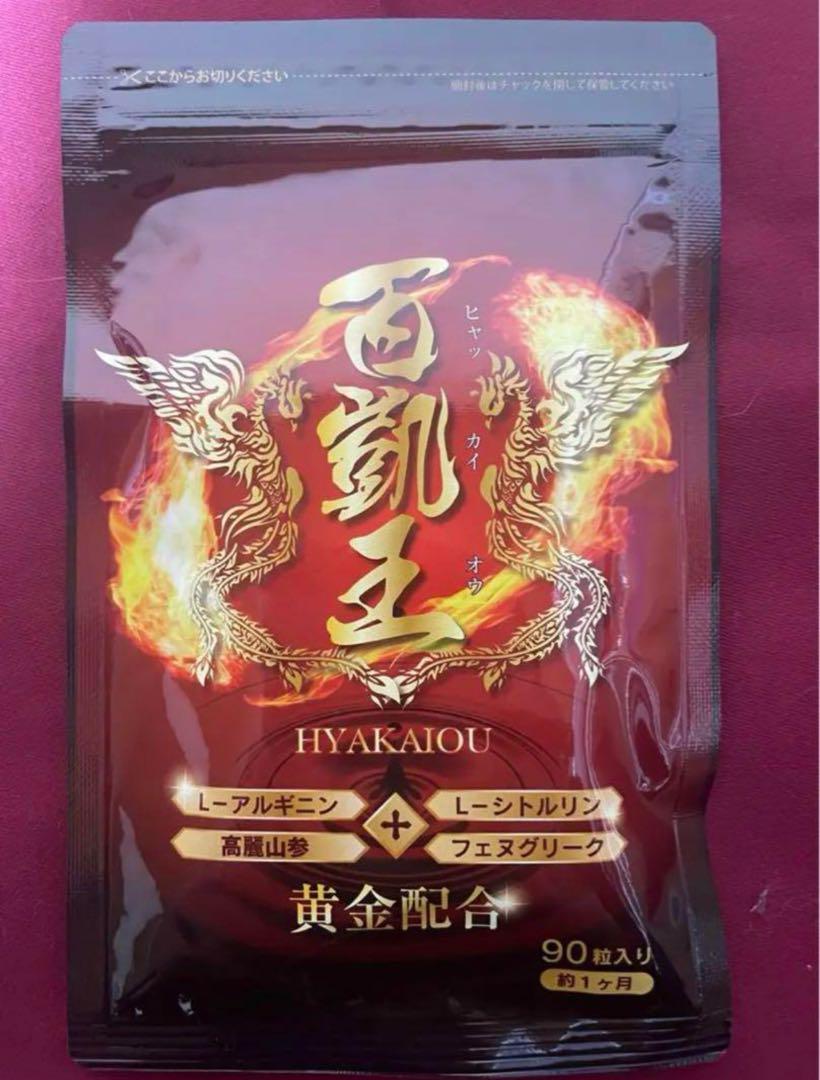 ここからお切りください
開封後はチャックを閉じて保管してください
百凱王
ヒャッ カイ オウ
HYAKAIOU
L-アルギニン
L-シトルリン
+
高麗山参
フェヌグリーク
黄金配合
90粒入り
約1ヶ月